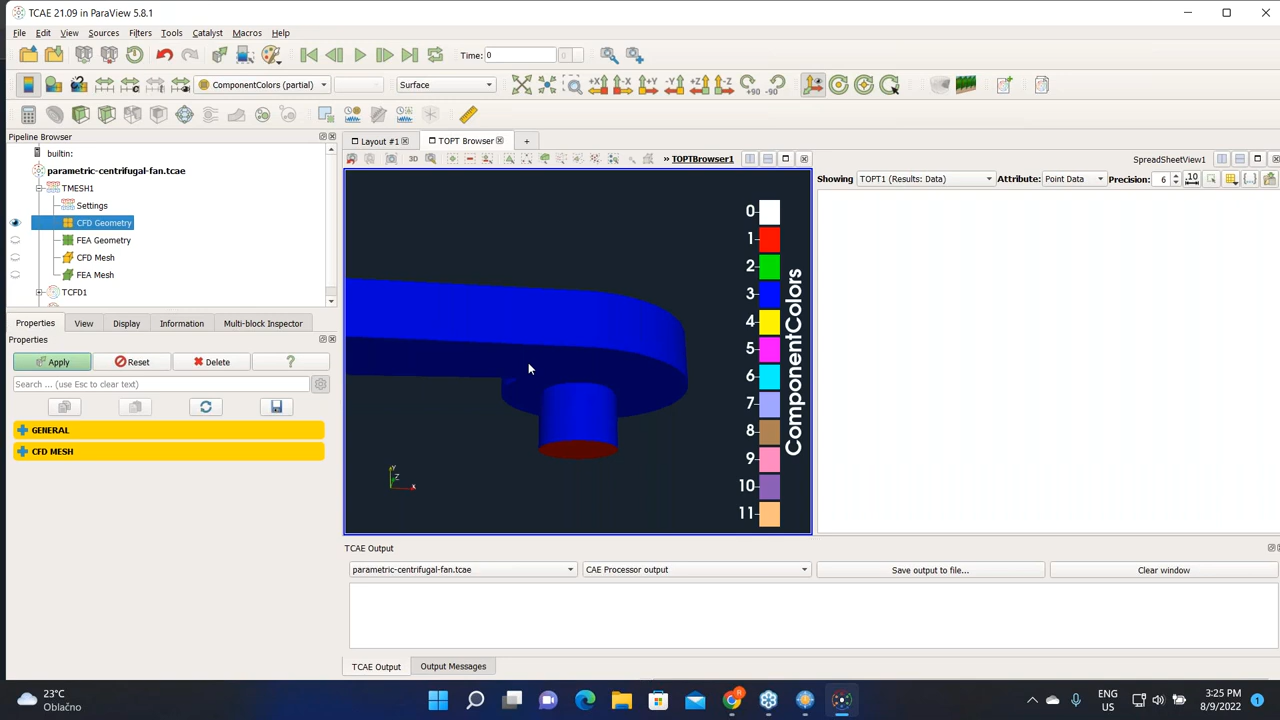 TCAE 21.09 in ParaView 5.8.1
File Edit View Sources Filters Tools Catalyst Macros Help
Time: 0 0
ComponentColors (partial) Surface +X -X +Y -Y +Z -Z +90 -90
Pipeline Browser
Layout #1 TOPT Browser +
builtin:
parametric-centrifugal-fan.tcae
TMESH1
Settings
CFD Geometry
FEA Geometry
CFD Mesh
FEA Mesh
TCFD1
3D » TOPTBrowser1
SpreadSheetView1
Showing TOPT1 (Results: Data) Attribute: Point Data Precision: 6
0
1
2
3
4
5
6
7
8
9
10
11
ComponentColors
Y
Z
X
Properties View Display Information Multi-block Inspector
Properties
Apply Reset Delete ?
Search ... (use Esc to clear text)
GENERAL
CFD MESH
TCAE Output
parametric-centrifugal-fan.tcae CAE Processor output Save output to file... Clear window
TCAE Output Output Messages
23°C
Oblačno
ENG
US
3:25 PM
8/9/2022
1